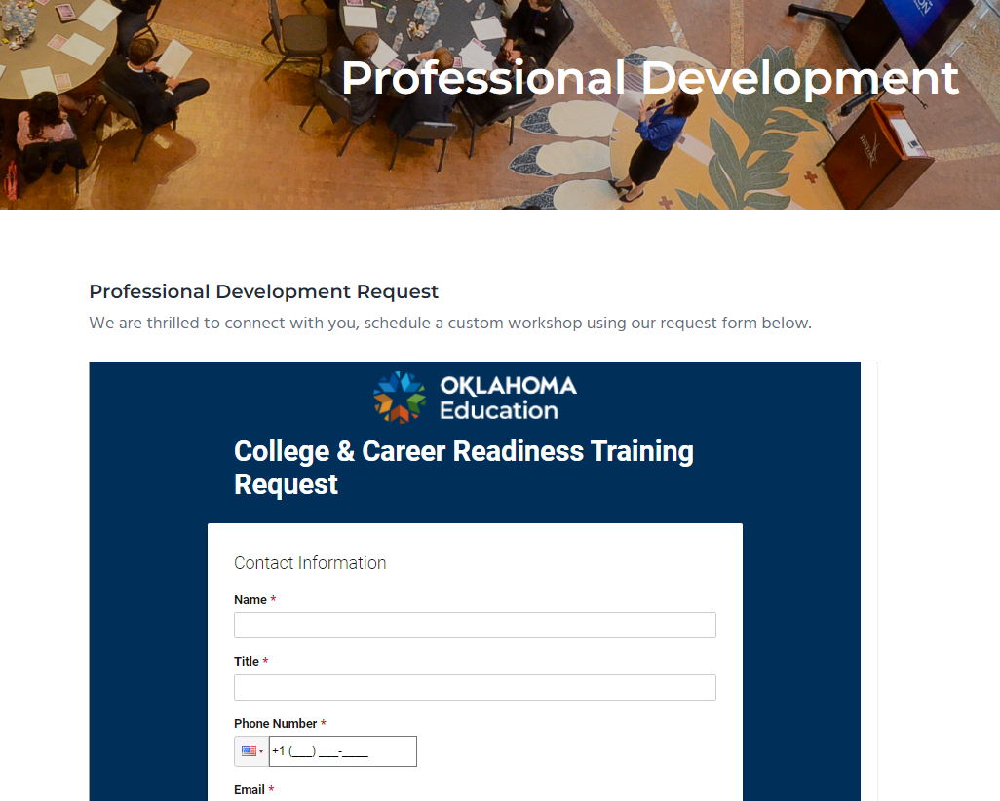 Professional Development
Professional Development Request
We are thrilled to connect with you, schedule a custom workshop using our request form below.
OKLAHOMA
Education
College & Career Readiness Training
Request
Contact Information
Name *
Title *
Phone Number *
+1 (___) ___-____
Email *